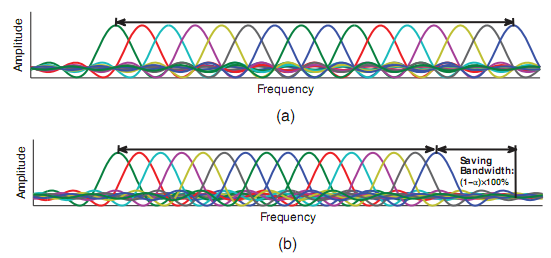 Amplitude
Frequency
(a)
Amplitude
Saving
Bandwidth:
(1−α)×100%
Frequency
(b)